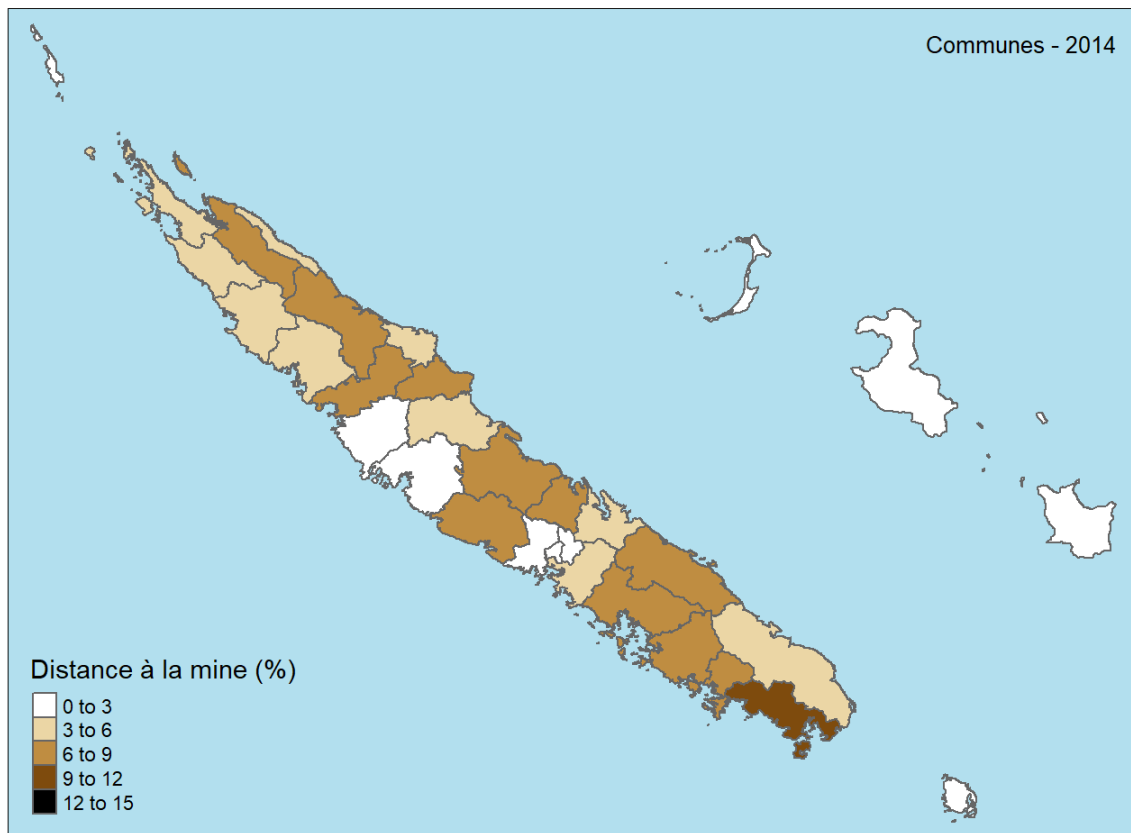 Communes - 2014
Distance à la mine (%)
0 to 3
3 to 6
6 to 9
9 to 12
12 to 15